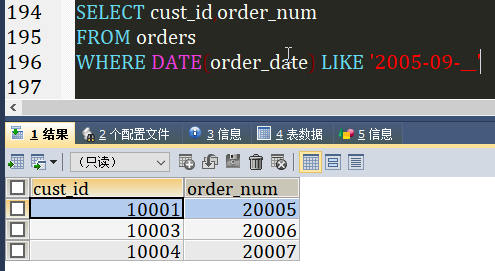 194 SELECT cust_id order_num
195 FROM orders
196 WHERE DATE(order_date) LIKE '2005-09-__'
197
1 结果 2 个配置文件 3 信息 4 表数据 5 信息
(只读)
cust_id order_num
10001 20005
10003 20006
10004 20007